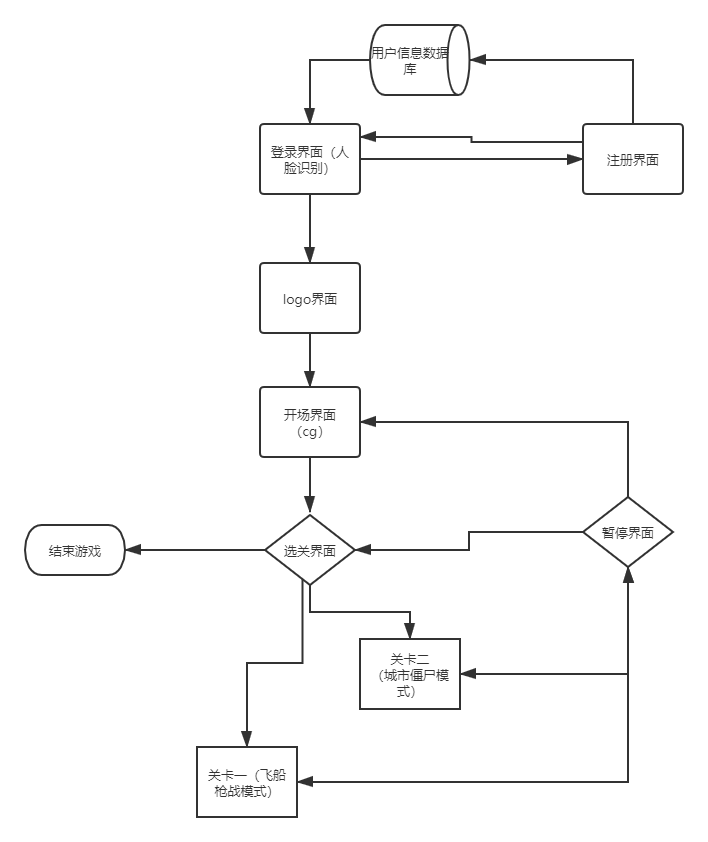 用户信息数据
库
登录界面（人
脸识别）
注册界面
logo界面
开场界面
（cg）
结束游戏
选关界面
暂停界面
关卡二
（城市僵尸模
式）
关卡一（飞船
枪战模式）